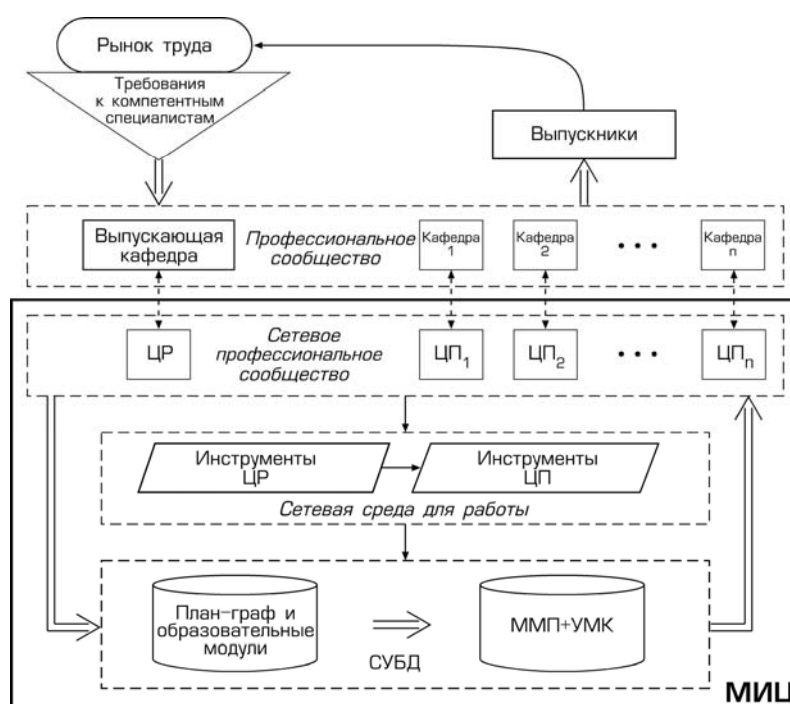 Рынок труда
Требования
к компетентным
специалистам
Выпускники
Выпускающая
кафедра
Профессиональное
сообщество
Кафедра
1
Кафедра
2
• • •
Кафедра
n
ЦР
Сетевое
профессиональное
сообщество
ЦП₁
ЦП₂
• • •
ЦПₙ
Инструменты
ЦР
Инструменты
ЦП
Сетевая среда для работы
План-граф и
образовательные
модули
СУБД
ММП+УМК
МИЦ